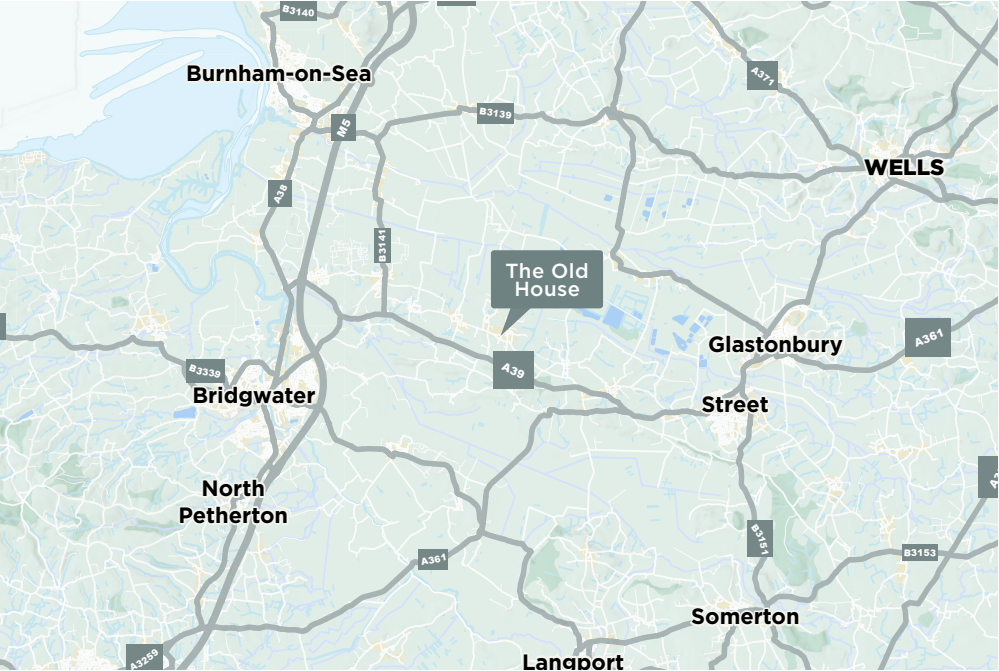 B3140
Burnham-on-Sea
A371
M5
B3139
WELLS
A38
B3141
The Old
House
A361
Glastonbury
A39
B3339
Bridgwater
Street
North
Petherton
B3151
B3153
A361
Somerton
A3259
Langport